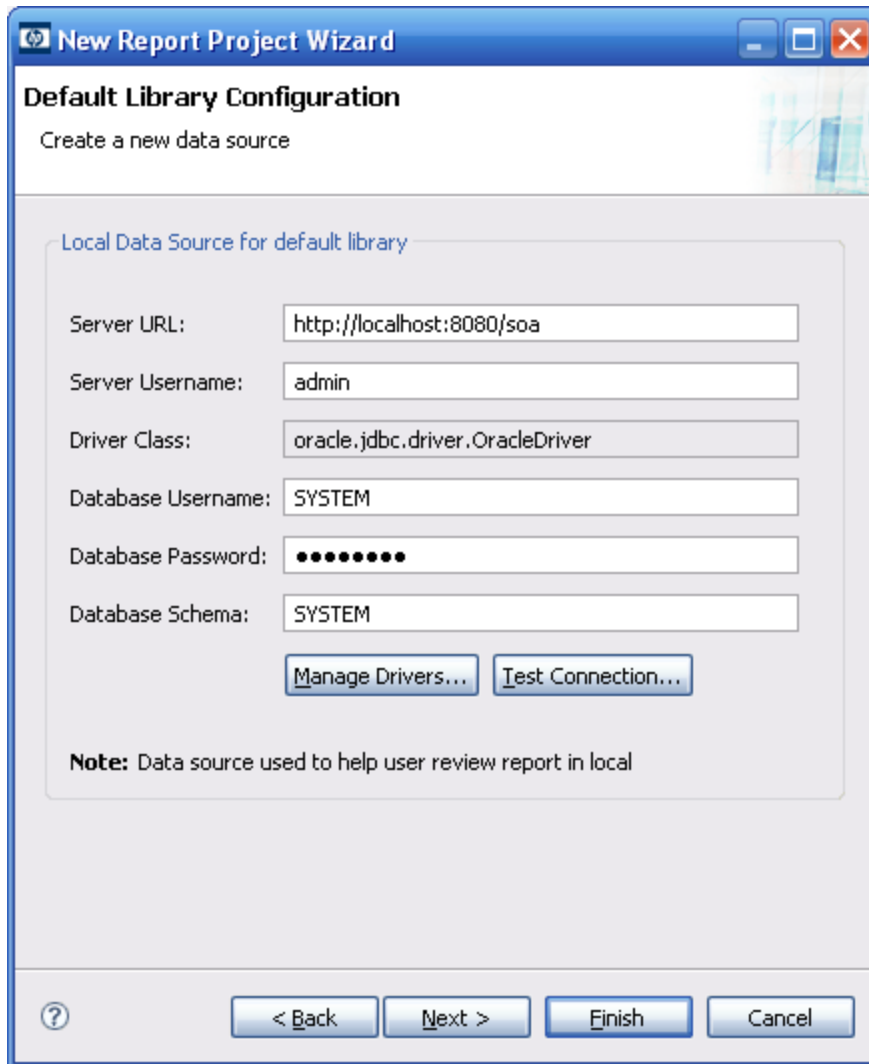 New Report Project Wizard
Default Library Configuration
Create a new data source
Local Data Source for default library
Server URL: http://localhost:8080/soa
Server Username: admin
Driver Class: oracle.jdbc.driver.OracleDriver
Database Username: SYSTEM
Database Password: ●●●●●●●●
Database Schema: SYSTEM
Manage Drivers... Test Connection...
Note: Data source used to help user review report in local
? < Back Next > Finish Cancel